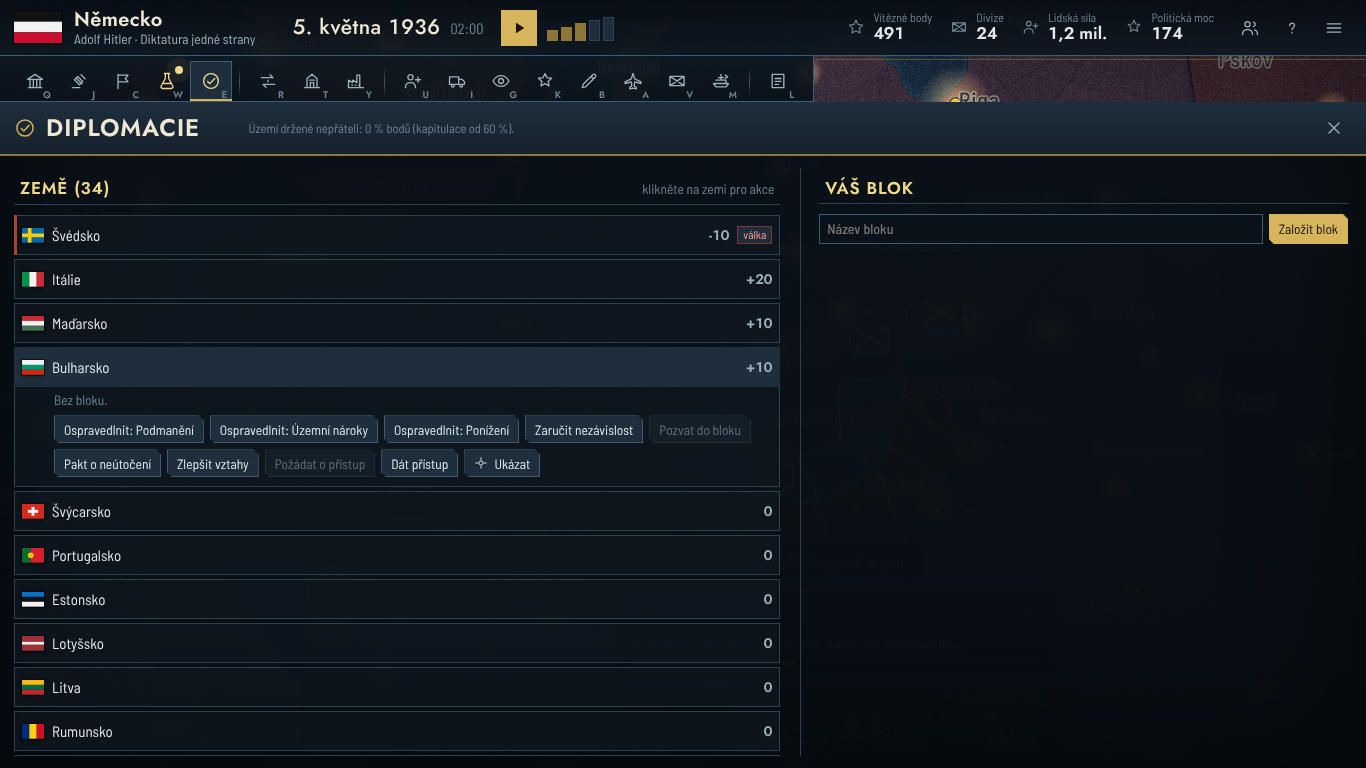 Německo
Adolf Hitler · Diktatura jedné strany
5. května 1936 02:00
Vítězné body
491
Divize
24
Lidská síla
1,2 mil.
Politická moc
174
?
Q J C W E R T Y U I G K B A V M L
Pskov
Riga
DIPLOMACIE
Území držené nepřáteli: 0 % bodů (kapitulace od 60 %).
ZEMĚ (34)
klikněte na zemi pro akce
Švédsko -10 válka
Itálie +20
Maďarsko +10
Bulharsko +10
Bez bloku.
Ospravedlnit: Podmanění Ospravedlnit: Územní nároky Ospravedlnit: Ponížení Zaručit nezávislost Pozvat do bloku
Pakt o neútočení Zlepšit vztahy Požádat o přístup Dát přístup Ukázat
Švýcarsko 0
Portugalsko 0
Estonsko 0
Lotyšsko 0
Litva 0
Rumunsko 0
VÁŠ BLOK
Název bloku
Založit blok